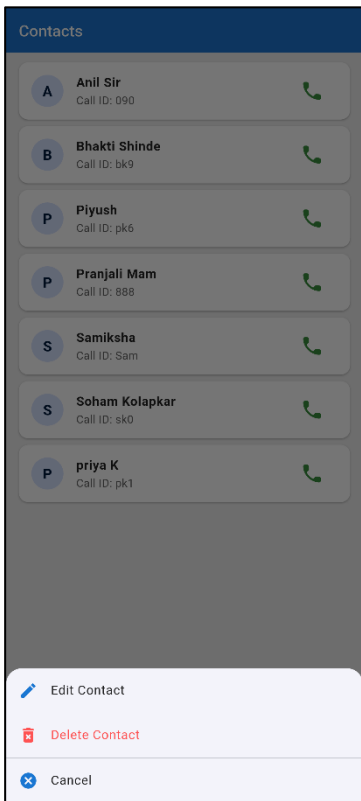 Contacts
A
Anil Sir
Call ID: 090
B
Bhakti Shinde
Call ID: bk9
P
Piyush
Call ID: pk6
P
Pranjali Mam
Call ID: 888
S
Samiksha
Call ID: Sam
S
Soham Kolapkar
Call ID: sk0
P
priya K
Call ID: pk1
Edit Contact
Delete Contact
Cancel